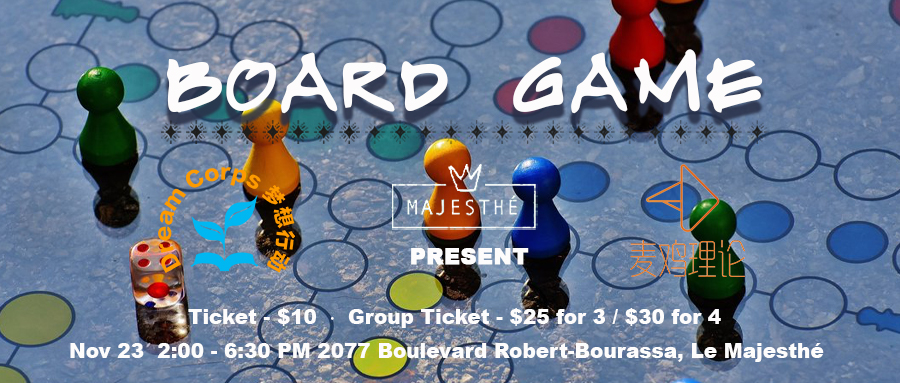 BOARD GAME
Dream Corps 梦想行动
MAJESTHÉ
麦鸡理论
PRESENT
Ticket - $10 · Group Ticket - $25 for 3 / $30 for 4
Nov 23 2:00 - 6:30 PM 2077 Boulevard Robert-Bourassa, Le Majesthé